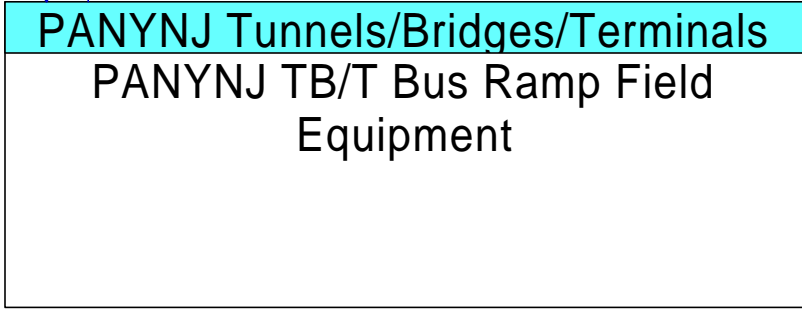 PANYNJ Tunnels/Bridges/Terminals
PANYNJ TB/T Bus Ramp Field
Equipment